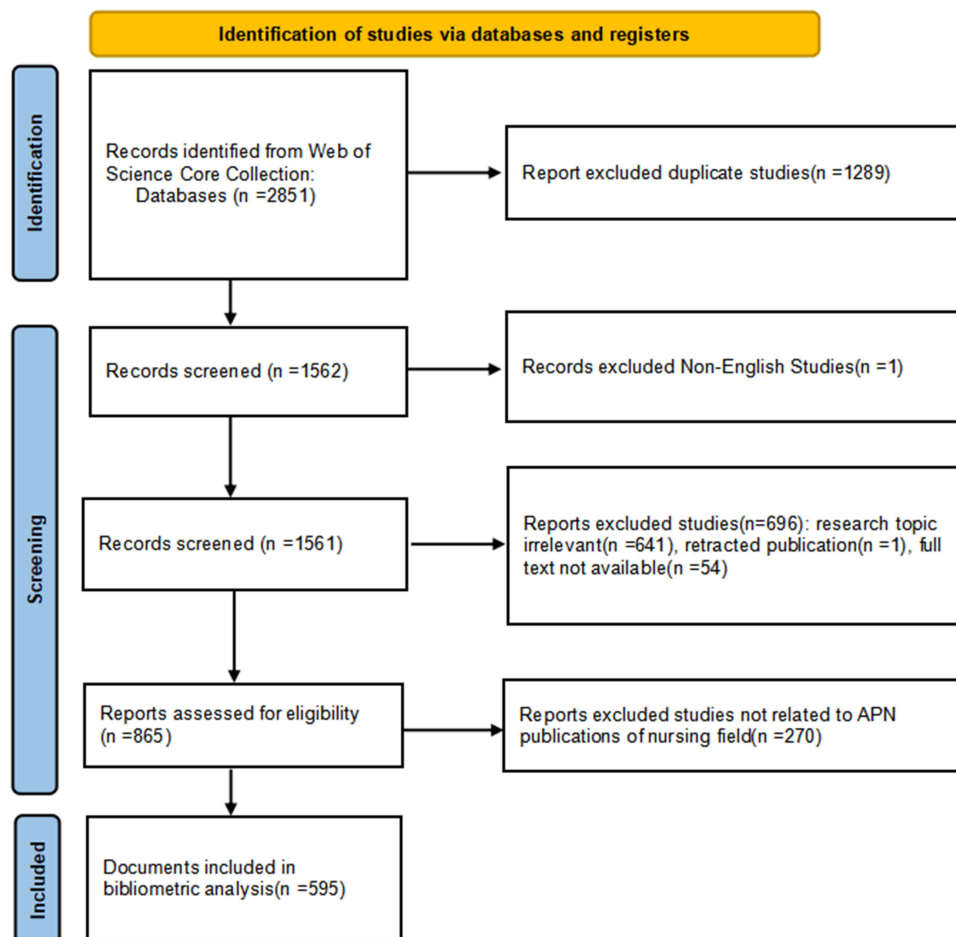 Identification of studies via databases and registers
Identification
Records identified from Web of
Science Core Collection:
Databases (n =2851)
Report excluded duplicate studies(n =1289)
Screening
Records screened (n =1562)
Records excluded Non-English Studies(n =1)
Records screened (n =1561)
Reports excluded studies(n=696): research topic
irrelevant(n =641), retracted publication(n =1), full
text not available(n =54)
Reports assessed for eligibility
(n =865)
Reports excluded studies not related to APN
publications of nursing field(n =270)
Included
Documents included in
bibliometric analysis(n =595)